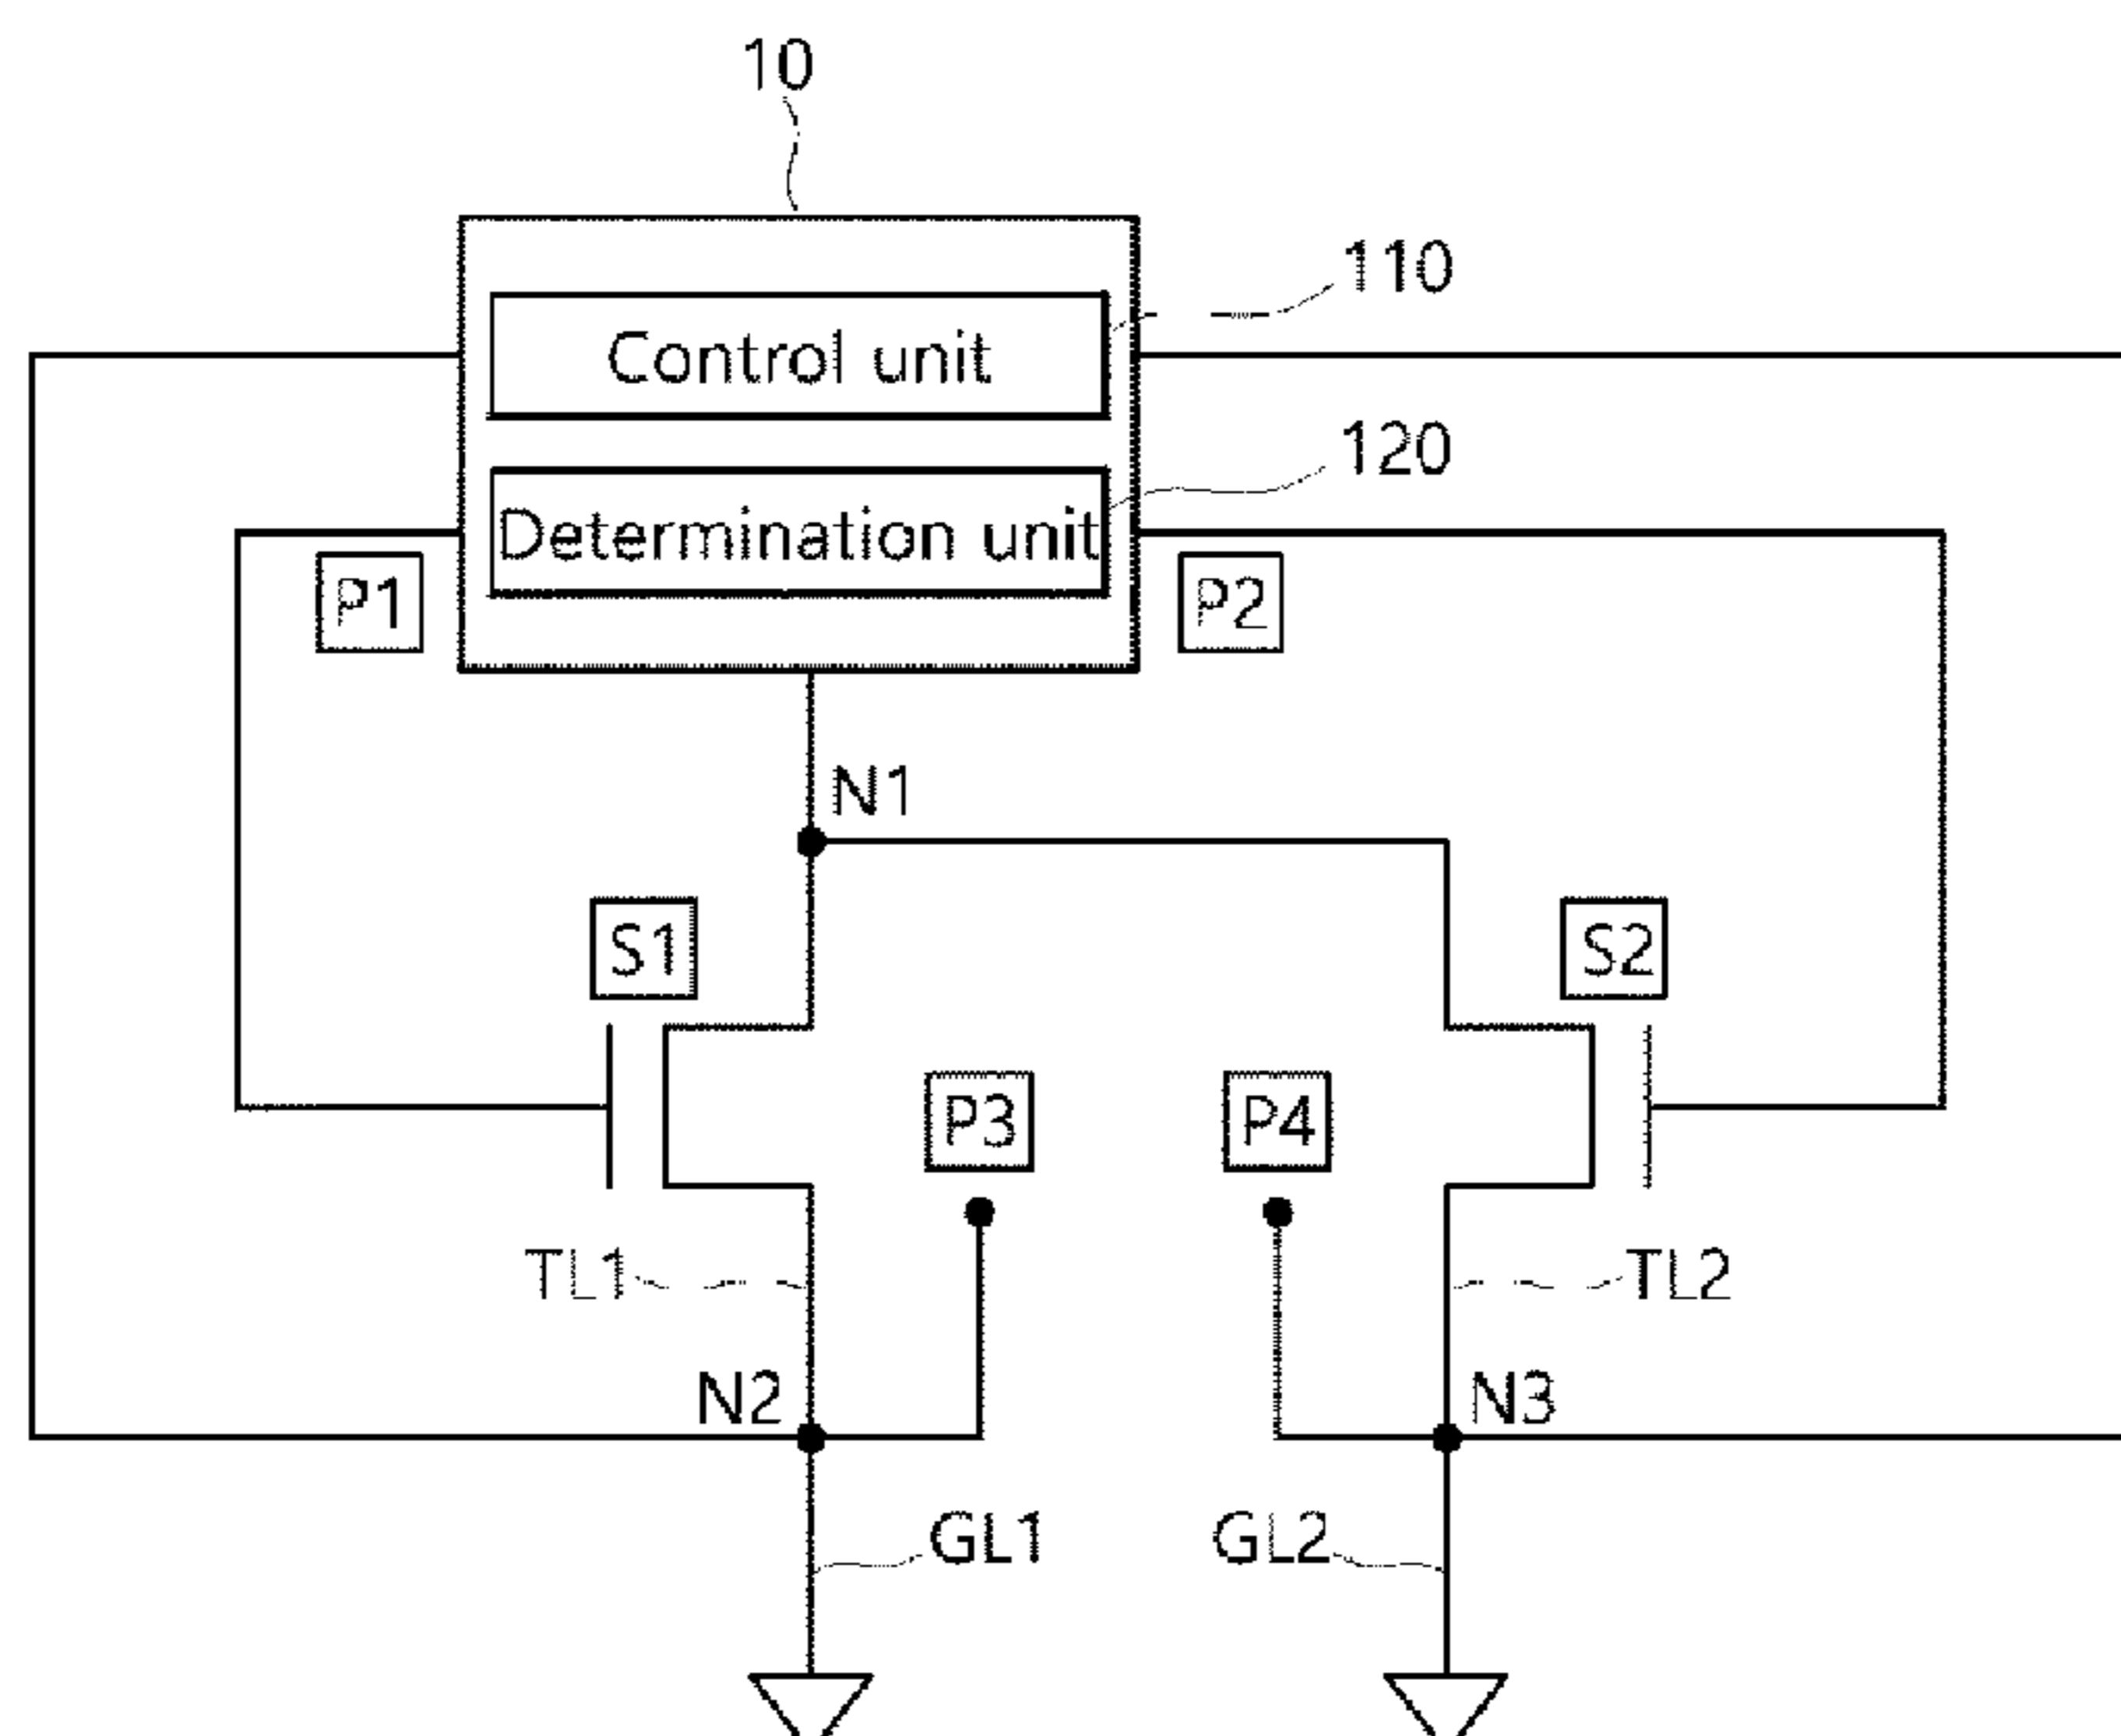 10
110
Control unit
120
Determination unit
P1
P2
N1
S1
S2
P3
P4
TL1
TL2
N2
N3
GL1
GL2